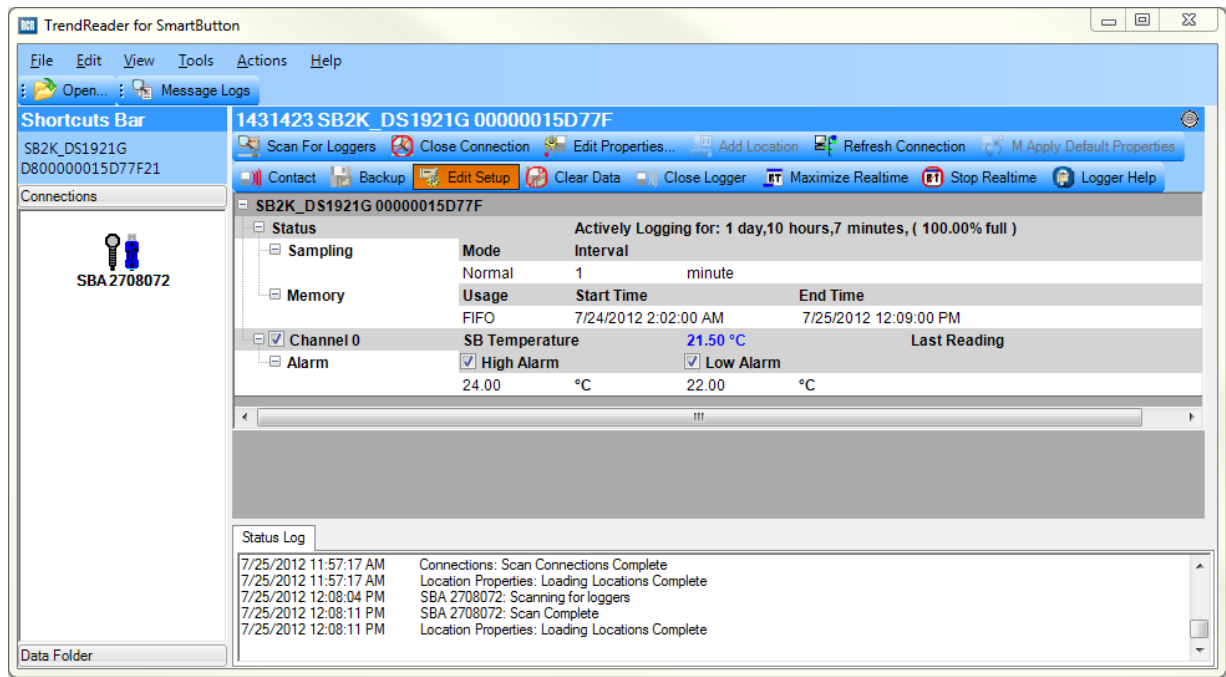 TrendReader for SmartButton
File Edit View Tools Actions Help
Open... Message Logs
Shortcuts Bar
SB2K_DS1921G
D800000015D77F21
Connections
SBA 2708072
Data Folder
1431423 SB2K_DS1921G 00000015D77F
Scan For Loggers Close Connection Edit Properties... Add Location Refresh Connection M Apply Default Properties
Contact Backup Edit Setup Clear Data Close Logger RT Maximize Realtime RT Stop Realtime Logger Help
SB2K_DS1921G 00000015D77F
Status Actively Logging for: 1 day,10 hours,7 minutes, ( 100.00% full )
Sampling Mode Interval
Normal 1 minute
Memory Usage Start Time End Time
FIFO 7/24/2012 2:02:00 AM 7/25/2012 12:09:00 PM
Channel 0 SB Temperature 21.50 °C Last Reading
Alarm High Alarm Low Alarm
24.00 °C 22.00 °C
Status Log
7/25/2012 11:57:17 AM Connections: Scan Connections Complete
7/25/2012 11:57:17 AM Location Properties: Loading Locations Complete
7/25/2012 12:08:04 PM SBA 2708072: Scanning for loggers
7/25/2012 12:08:11 PM SBA 2708072: Scan Complete
7/25/2012 12:08:11 PM Location Properties: Loading Locations Complete